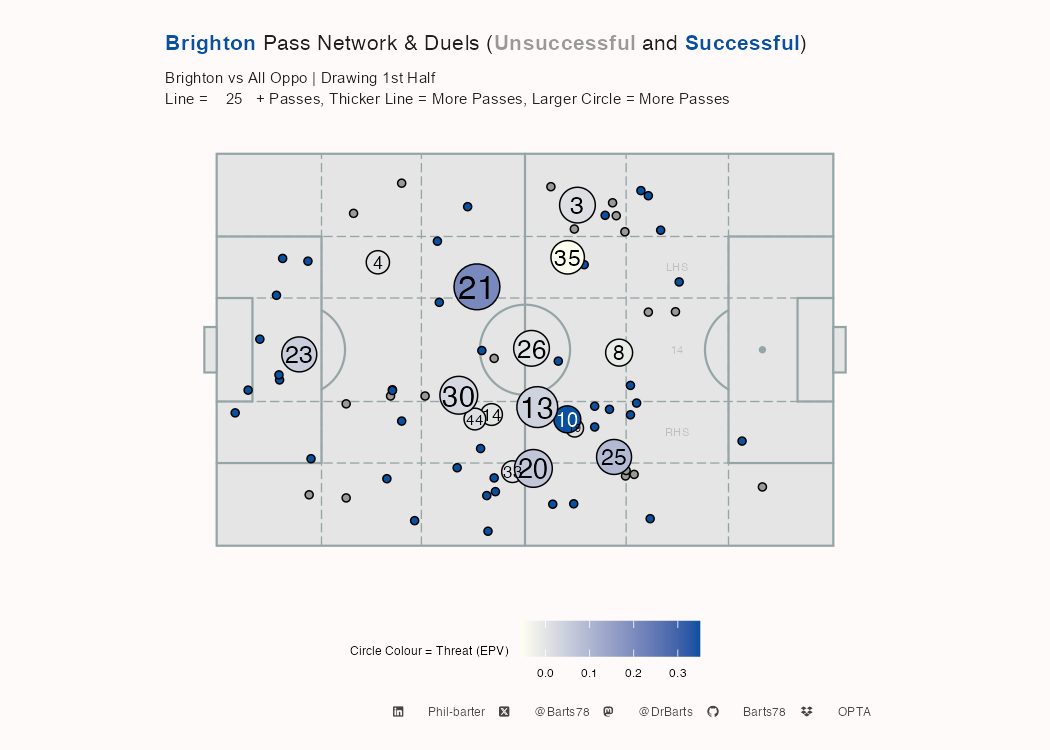 Brighton Pass Network & Duels (Unsuccessful and Successful)
Brighton vs All Oppo | Drawing 1st Half
Line = 25 + Passes, Thicker Line = More Passes, Larger Circle = More Passes
3
4
35
LHS
21
26
8
14
23
30
13
44
14
10
RHS
25
33
20
Circle Colour = Threat (EPV)
0.0 0.1 0.2 0.3
Phil-barter @Barts78 @DrBarts Barts78 OPTA